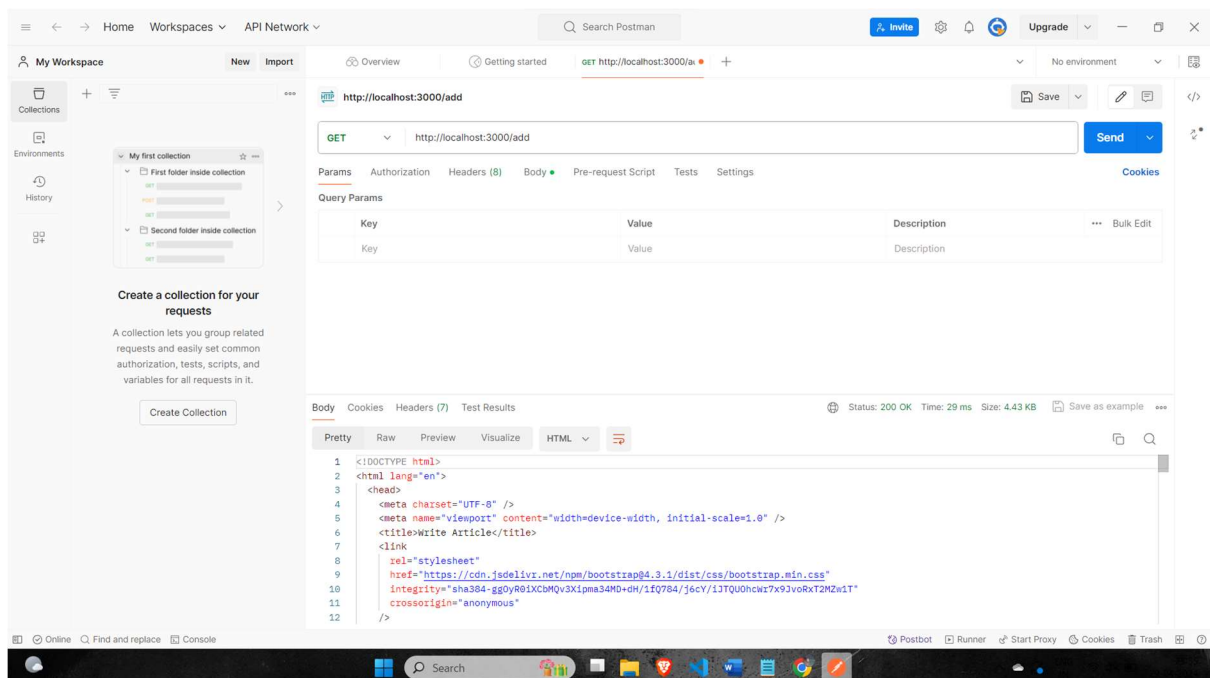 Home Workspaces API Network Search Postman Invite Upgrade
My Workspace New Import Overview Getting started GET http://localhost:3000/a No environment
Collections
Environments
History
My first collection
First folder inside collection
GET
POST
GET
Second folder inside collection
GET
GET
Create a collection for your
requests
A collection lets you group related
requests and easily set common
authorization, tests, scripts, and
variables for all requests in it.
Create Collection
HTTP http://localhost:3000/add Save
GET http://localhost:3000/add Send
Params Authorization Headers (8) Body Pre-request Script Tests Settings Cookies
Query Params
Key Value Description Bulk Edit
Key Value Description
Body Cookies Headers (7) Test Results Status: 200 OK Time: 29 ms Size: 4.43 KB Save as example
Pretty Raw Preview Visualize HTML
1 <!DOCTYPE html>
2 <html lang="en">
3 <head>
4 <meta charset="UTF-8" />
5 <meta name="viewport" content="width=device-width, initial-scale=1.0" />
6 <title>Write Article</title>
7 <link
8 rel="stylesheet"
9 href="https://cdn.jsdelivr.net/npm/bootstrap@4.3.1/dist/css/bootstrap.min.css"
10 integrity="sha384-ggOyR0iXCbMQv3Xipma34MD+dH/1fQ784/j6cY/iJTQUOhcWr7x9JvoRxT2MZw1T"
11 crossorigin="anonymous"
12 />
Online Find and replace Console Postbot Runner Start Proxy Cookies Trash
Search